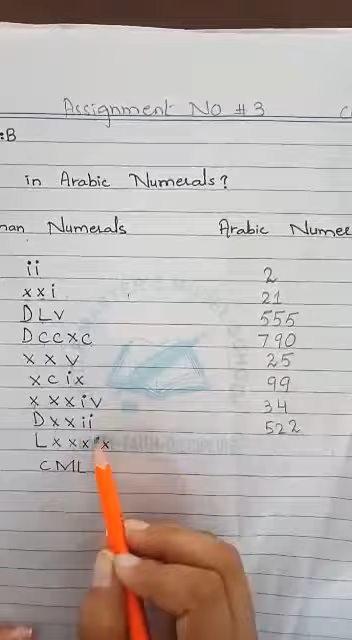 Assignment No # 3
:B
in Arabic Numerals?
Numerals Arabic
ii 2
xxi 21
DLV 555
DCCXC 790
xxv 25
xcix 99
xxxiv 34
Dxxii 522
CML